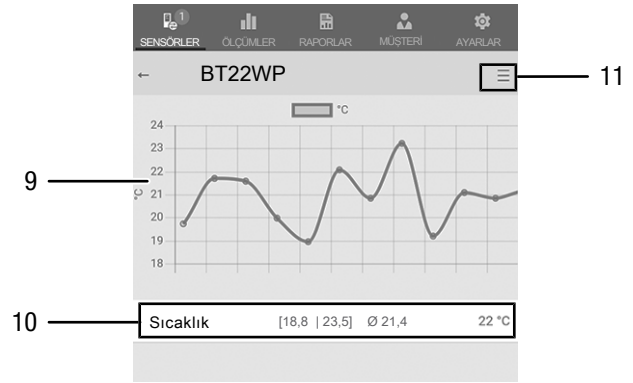 1
SENSÖRLER ÖLÇÜMLER RAPORLAR MÜŞTERİ AYARLAR
← BT22WP ☰ 11
°C
24
23
22
9
°C
21
20
19
18
10 Sıcaklık [18,8 | 23,5] Ø 21,4 22 °C